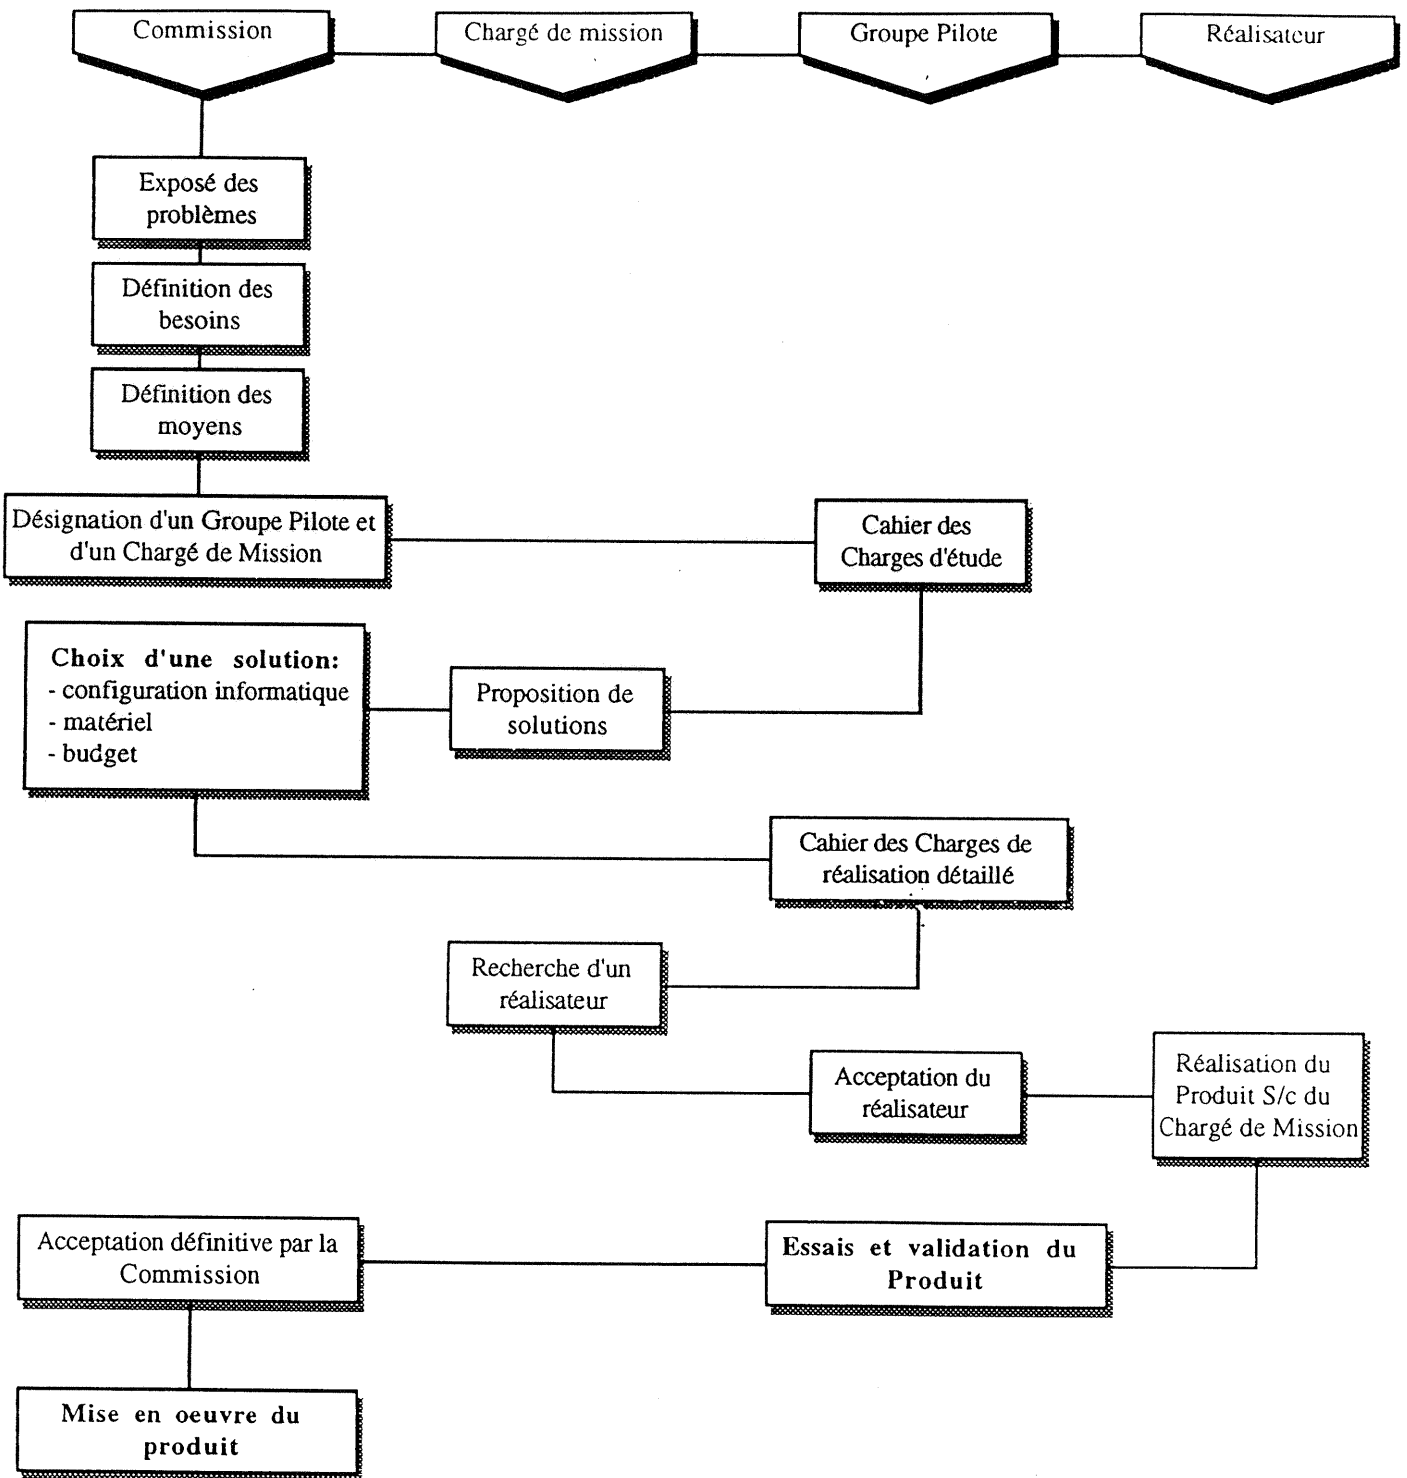 Commission
Chargé de mission
Groupe Pilote
Réalisateur
Exposé des
problèmes
Définition des
besoins
Définition des
moyens
Désignation d'un Groupe Pilote et
d'un Chargé de Mission
Cahier des
Charges d'étude
Choix d'une solution:
- configuration informatique
- matériel
- budget
Proposition de
solutions
Cahier des Charges de
réalisation détaillé
Recherche d'un
réalisateur
Acceptation du
réalisateur
Réalisation du
Produit S/c du
Chargé de Mission
Acceptation définitive par la
Commission
Essais et validation du
Produit
Mise en oeuvre du
produit